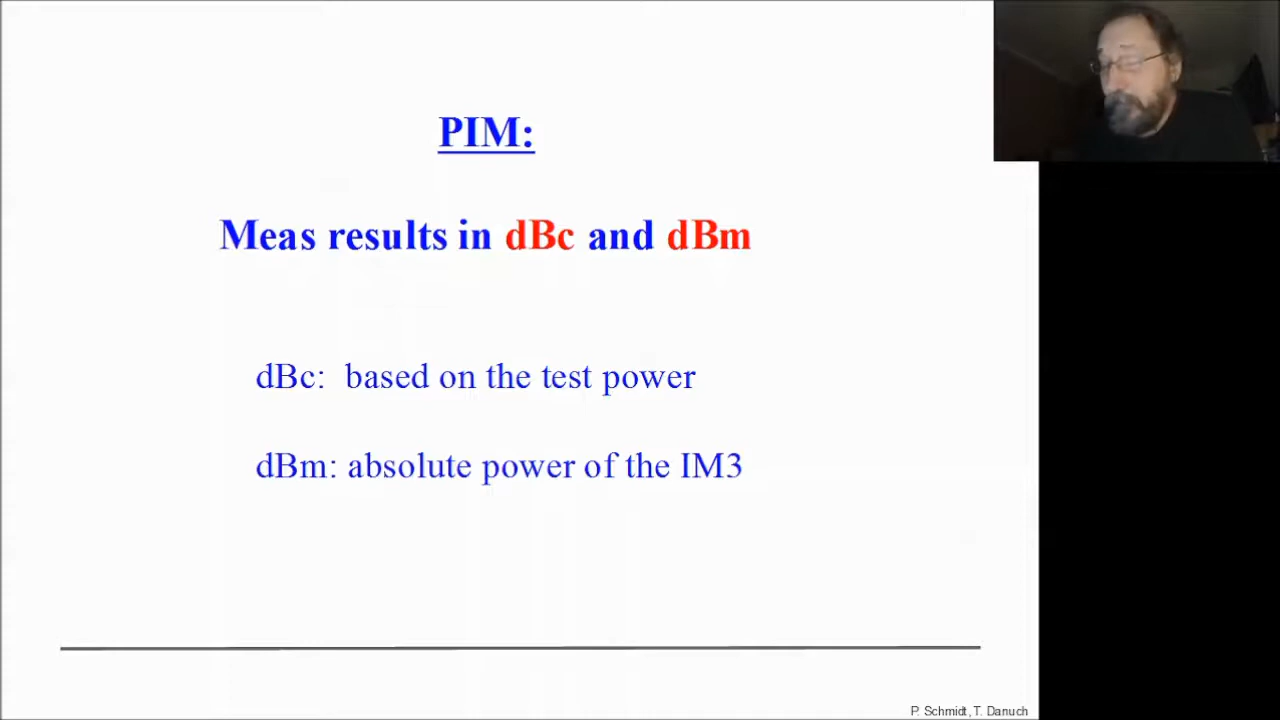 PIM:
Meas results in dBc and dBm
dBc: based on the test power
dBm: absolute power of the IM3
P. Schmidt, T. Danuch